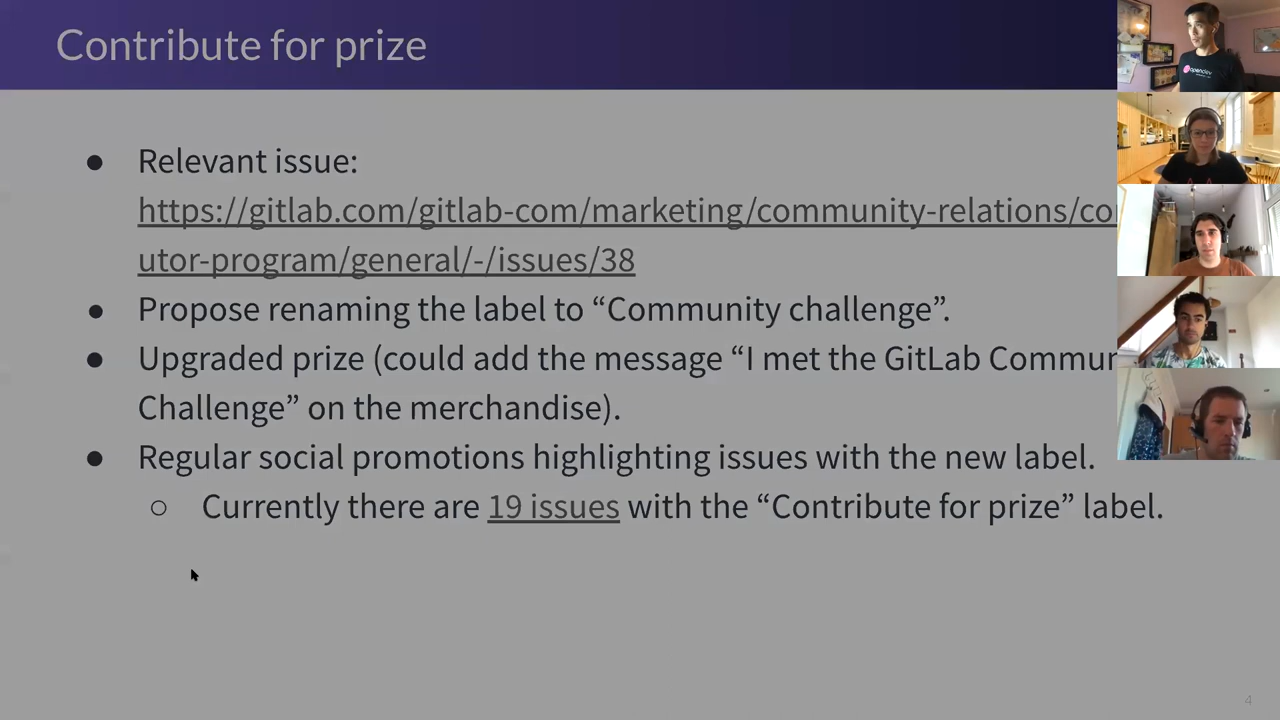 Contribute for prize
● Relevant issue:
https://gitlab.com/gitlab-com/marketing/community-relations/
utor-program/general/-/issues/38
● Propose renaming the label to “Community challenge”.
● Upgraded prize (could add the message “I met the GitLab
Challenge” on the merchandise).
● Regular social promotions highlighting issues with the new label.
○ Currently there are 19 issues with the “Contribute for prize” label.
4
opendev